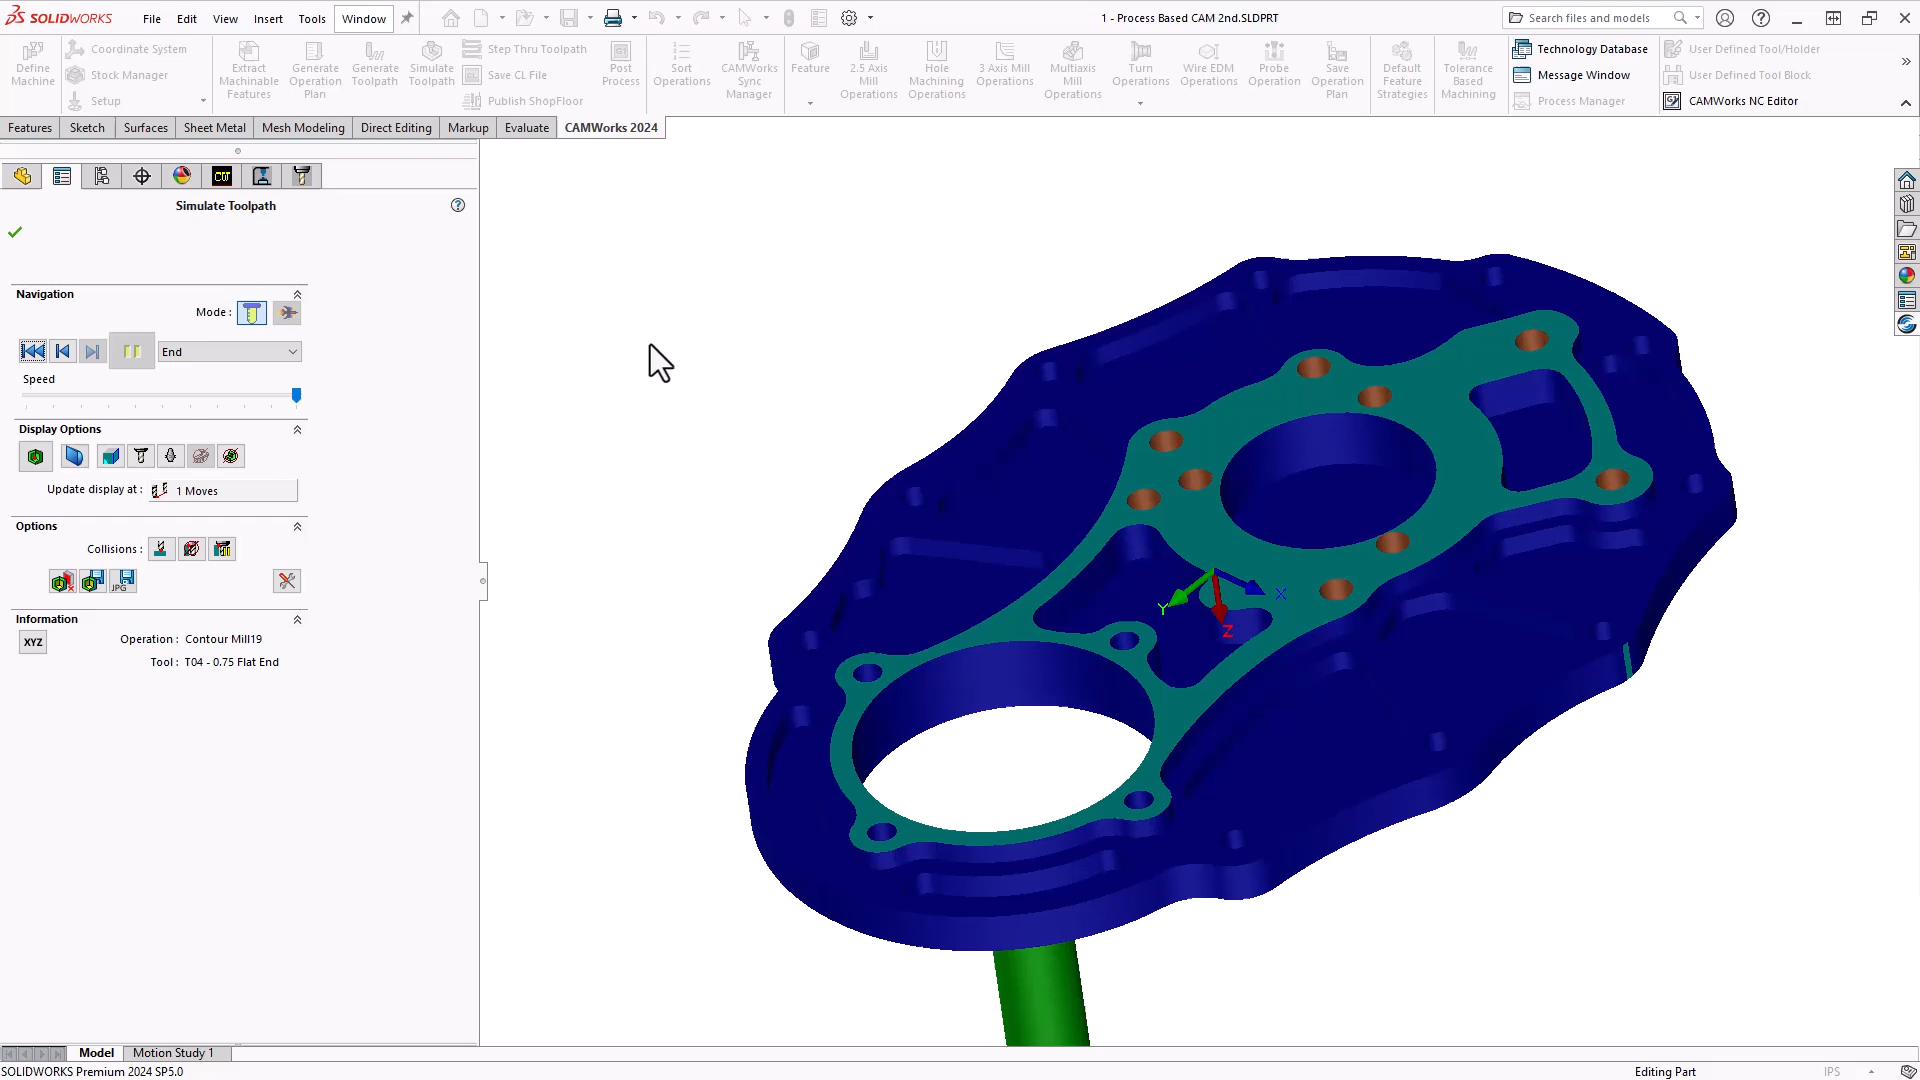 SOLIDWORKS
File Edit View Insert Tools Window
1 - Process Based CAM 2nd.SLDPRT
Search files and models
Define Machine
Coordinate System
Stock Manager
Setup
Extract Machinable Features
Generate Operation Plan
Generate Toolpath
Simulate Toolpath
Step Thru Toolpath
Save CL File
Publish ShopFloor
Post Process
Sort Operations
CAMWorks Sync Manager
Feature
2.5 Axis Mill Operations
Hole Machining Operations
3 Axis Mill Operations
Multiaxis Mill Operations
Turn Operations
Wire EDM Operations
Probe Operation
Save Operation Plan
Default Feature Strategies
Tolerance Based Machining
Technology Database
Message Window
Process Manager
User Defined Tool/Holder
User Defined Tool Block
CAMWorks NC Editor
Features Sketch Surfaces Sheet Metal Mesh Modeling Direct Editing Markup Evaluate CAMWorks 2024
CW
Simulate Toolpath
Navigation
Mode :
End
Speed
Display Options
Update display at : 1 Moves
Options
Collisions :
JPG
Information
XYZ
Operation : Contour Mill19
Tool : T04 - 0.75 Flat End
X
Y
Z
Model Motion Study 1
SOLIDWORKS Premium 2024 SP5.0
Editing Part
IPS